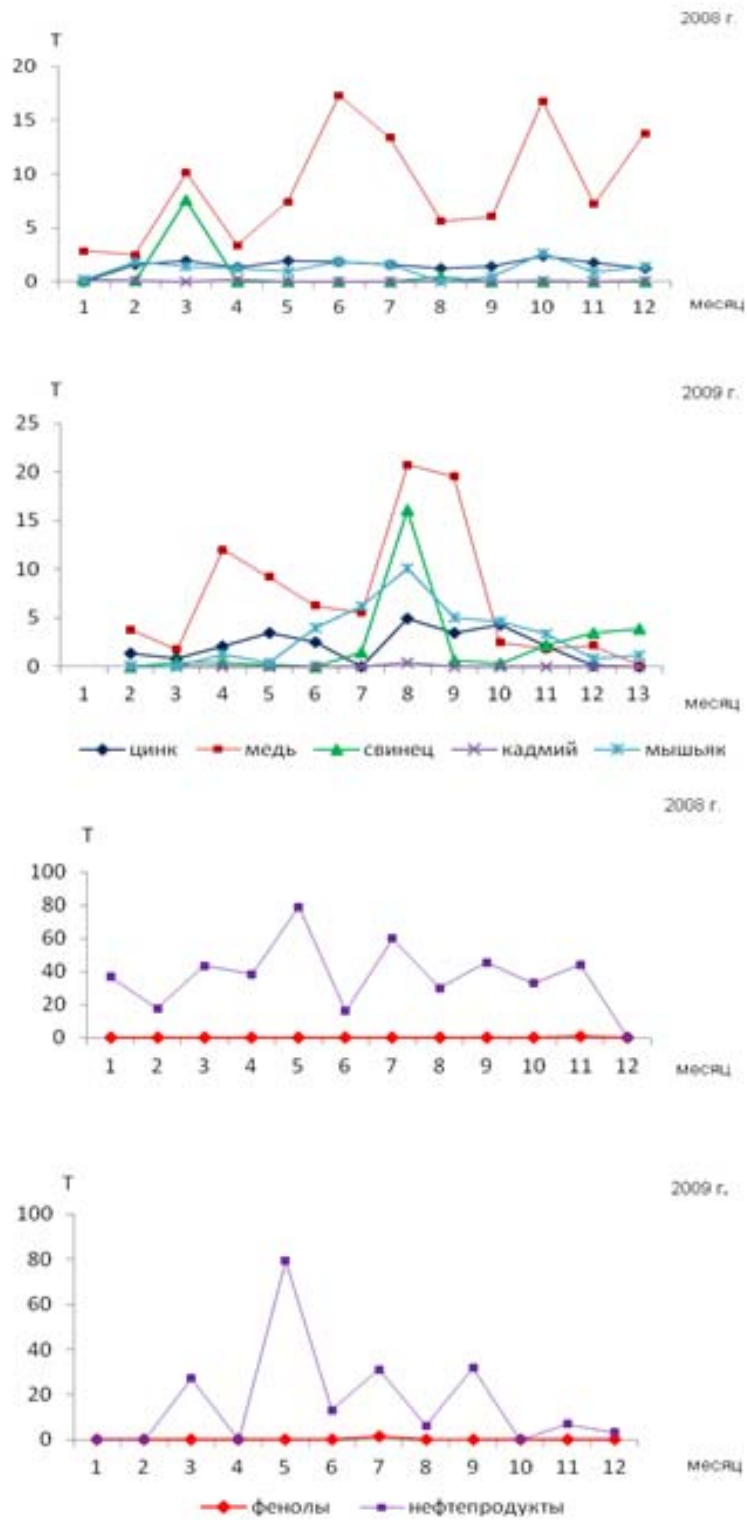 2008 г.
Т
20
15
10
5
0
1 2 3 4 5 6 7 8 9 10 11 12
месяц
2009 г.
Т
25
20
15
10
5
0
1 2 3 4 5 6 7 8 9 10 11 12 13
месяц
цинк медь свинец кадмий мышьяк
2008 г.
Т
100
80
60
40
20
0
1 2 3 4 5 6 7 8 9 10 11 12
месяц
2009 г.
Т
100
80
60
40
20
0
1 2 3 4 5 6 7 8 9 10 11 12
месяц
фенолы нефтепродукты